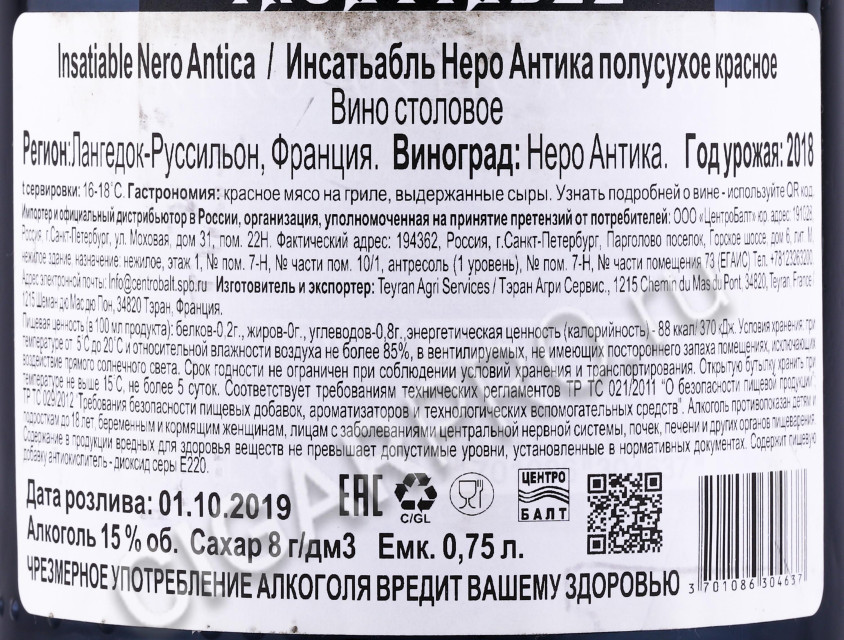 Insatiable Nero Antica / Инсатьабль Неро Антика полусухое красное
Вино столовое
Регион: Лангедок-Руссильон, Франция. Виноград: Неро Антика. Год урожая: 2018
t сервировки: 16-18˚С. Гастрономия: красное мясо на гриле, выдержанные сыры. Узнать подробней о вине - используйте QR код.
Импортер и официальный дистрибьютор в России, организация, уполномоченная на принятие претензий от потребителей: ООО «ЦентроБалт» юр. адрес: 191028,
Россия, г.Санкт-Петербург, ул. Моховая, дом 31, пом. 22Н. Фактический адрес: 194362, Россия, г.Санкт-Петербург, Парголово поселок, Горское шоссе, дом 6, лит. М,
нежилое здание, назначение: нежилое, этаж 1, № пом. 7-Н, № части пом. 10/1, антресоль (1 уровень), № пом. 7-Н, № части помещения 73 (ЕГАИС) Тел. +78123263200.
Адрес электронной почты: Info@centrobalt.spb.ru Изготовитель и экспортер: Teyran Agri Services / Тэран Агри Сервис., 1215 Chemin du Mas du Pont, 34820, Teyran, France /
1215 Шеман дю Мас дю Пон, 34820 Тэран, Франция.
Пищевая ценность (в 100 мл продукта): белков-0,2г., жиров-0г., углеводов-0,8г.,энергетическая ценность (калорийность) - 88 ккал/ 370 кДж. Условия хранения: при
температуре от 5˚С до 20˚С и относительной влажности воздуха не более 85%, в вентилируемых, не имеющих постороннего запаха помещениях, исключающих
воздействие прямого солнечного света. Срок годности не ограничен при соблюдении условий хранения и транспортирования. Открытую бутылку хранить при
температуре не выше 15˚С, не более 5 суток. Соответствует требованиям технических регламентов ТР ТС 021/2011 "О безопасности пищевой продукции",
ТР ТС 029/2012 "Требования безопасности пищевых добавок, ароматизаторов и технологических вспомогательных средств". Алкоголь противопоказан детям и
подросткам до 18 лет, беременным и кормящим женщинам, лицам с заболеваниями центральной нервной системы, почек, печени и других органов пищеварения.
Содержание в продукции вредных для здоровья веществ не превышает допустимые уровни, установленные в нормативных документах. Содержит пищевую
добавку антиокислитель - диоксид серы Е220.
Дата розлива: 01.10.2019
EAC
C/GL
ЦЕНТРО
БАЛТ
Алкоголь 15 % об. Сахар 8 г/дм3 Емк. 0,75 л.
ЧРЕЗМЕРНОЕ УПОТРЕБЛЕНИЕ АЛКОГОЛЯ ВРЕДИТ ВАШЕМУ ЗДОРОВЬЮ
3 701086 304637
CIGARPRO.ru